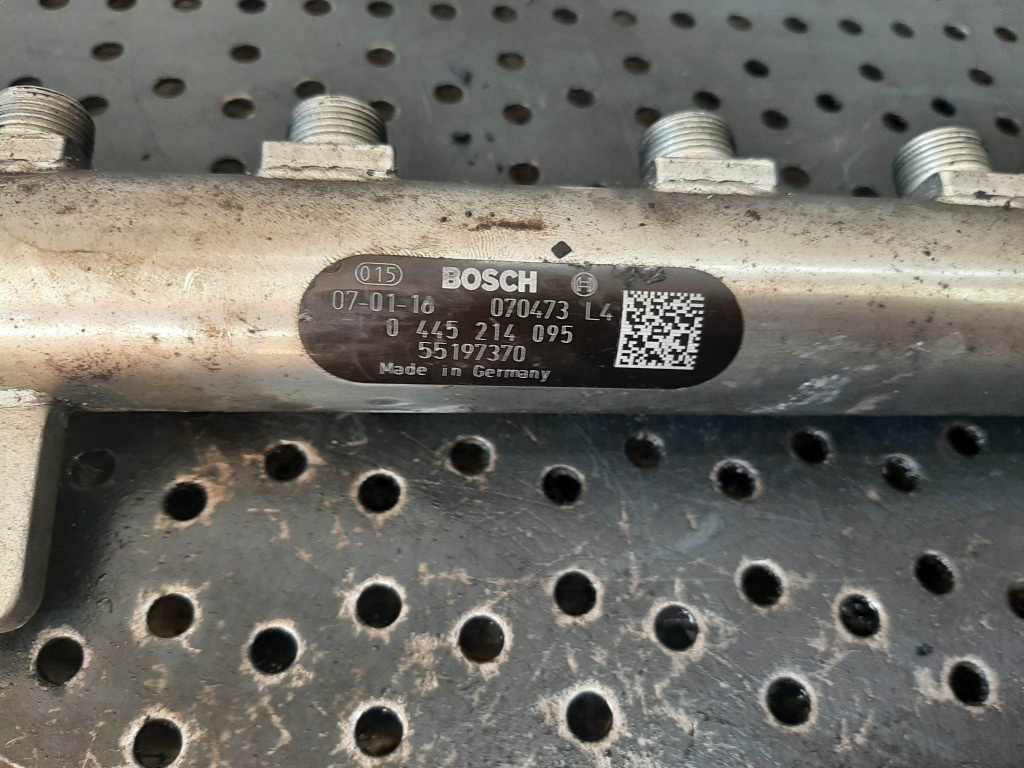 015 BOSCH H
07-01-16 070473 L4
0 445 214 095
55197370
Made in Germany